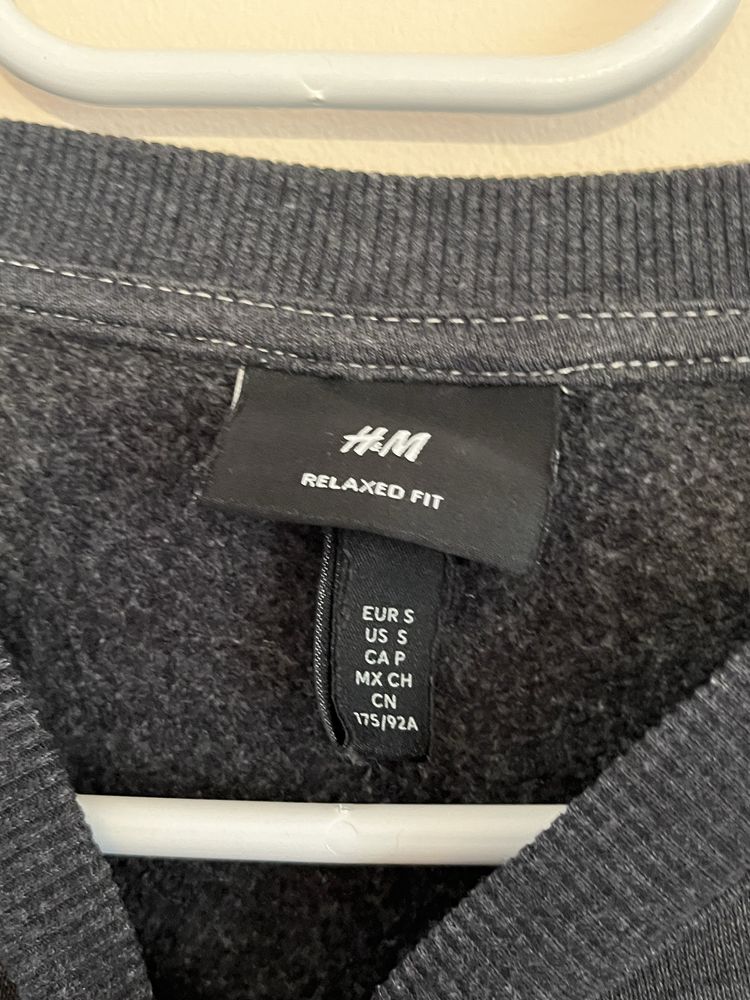 H&M
RELAXED FIT
EUR S
US S
CA P
MX CH
CN
175/92A